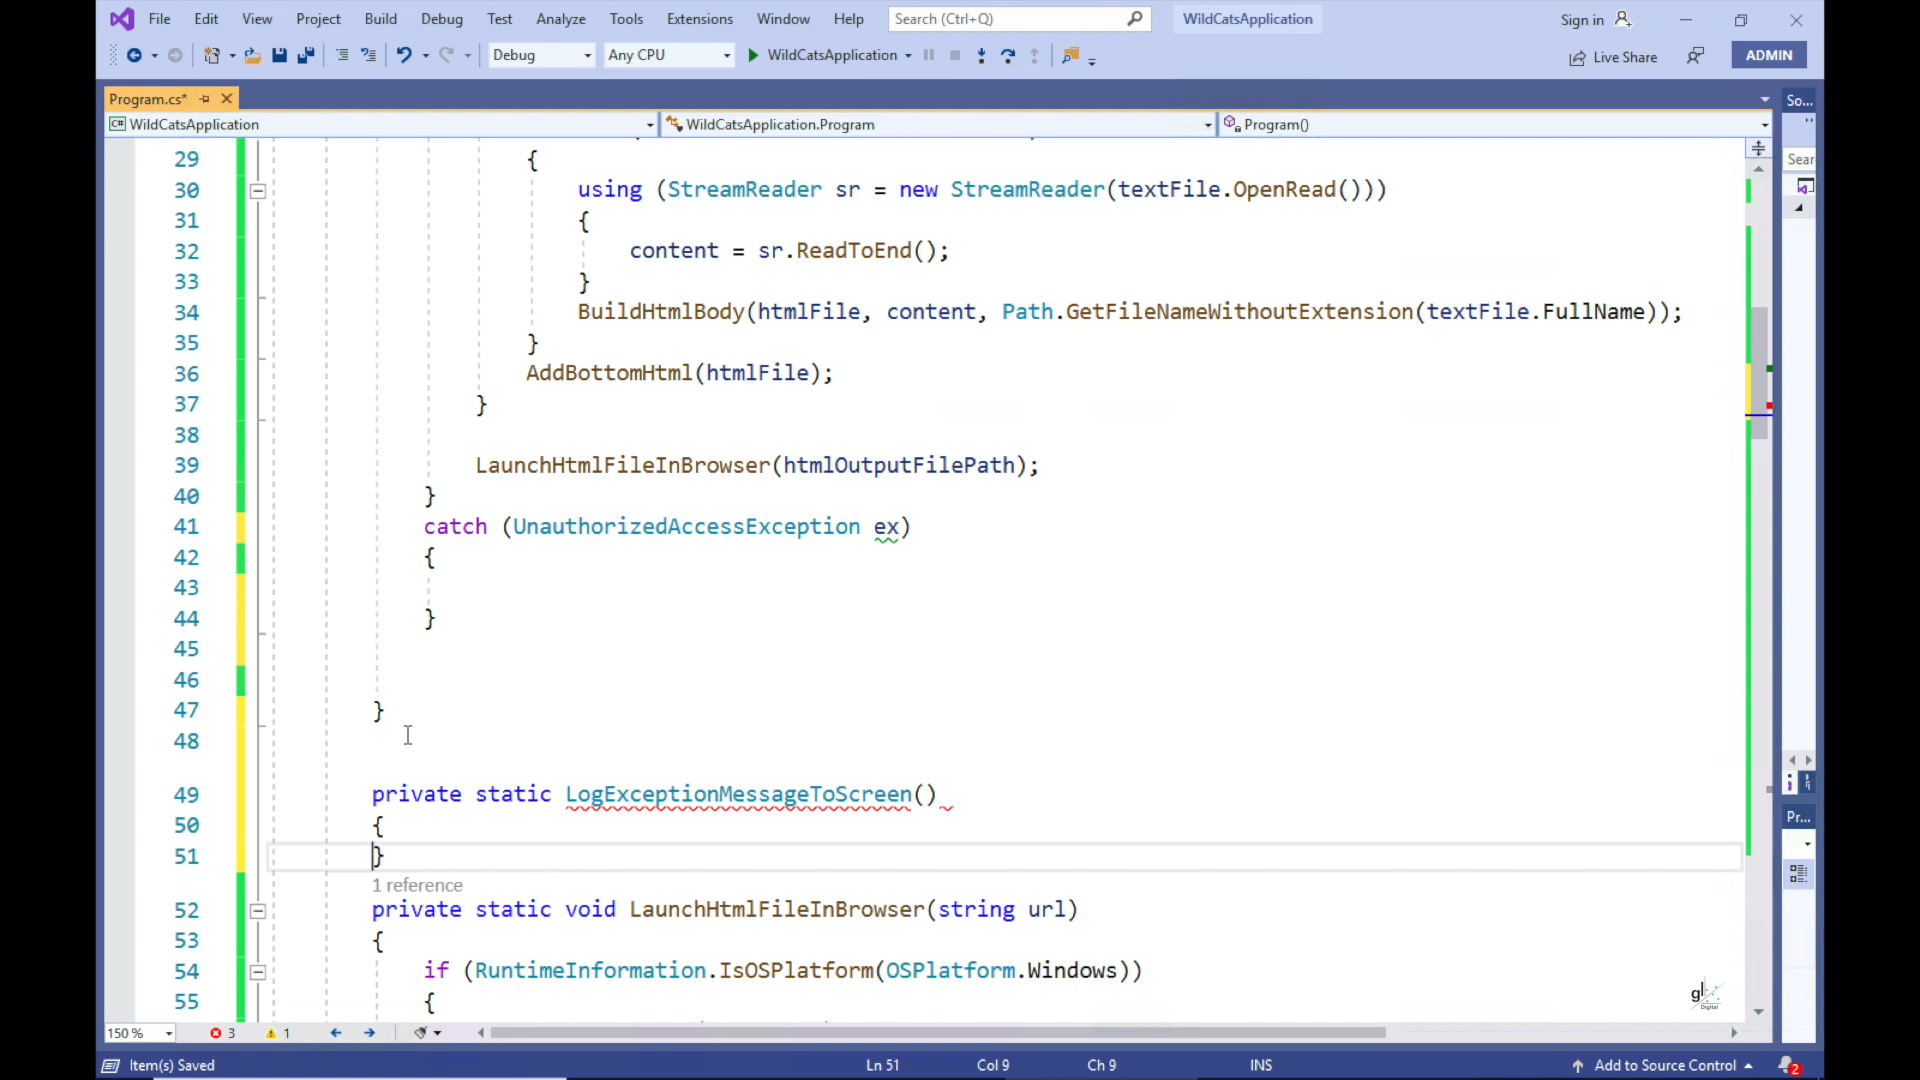 File Edit View Project Build Debug Test Analyze Tools Extensions Window Help Search (Ctrl+Q) WildCatsApplication Sign in
Debug Any CPU WildCatsApplication Live Share ADMIN
Program.cs* So...
WildCatsApplication WildCatsApplication.Program Program()
Sear
29 {
30 using (StreamReader sr = new StreamReader(textFile.OpenRead()))
31 {
32 content = sr.ReadToEnd();
33 }
34 BuildHtmlBody(htmlFile, content, Path.GetFileNameWithoutExtension(textFile.FullName));
35 }
36 AddBottomHtml(htmlFile);
37 }
38
39 LaunchHtmlFileInBrowser(htmlOutputFilePath);
40 }
41 catch (UnauthorizedAccessException ex)
42 {
43
44 }
45
46
47 }
48
49 private static LogExceptionMessageToScreen()
50 {
51 }
Pr...
1 reference
52 private static void LaunchHtmlFileInBrowser(string url)
53 {
54 if (RuntimeInformation.IsOSPlatform(OSPlatform.Windows))
55 {
gl Digital
150 % 3 1
Item(s) Saved Ln 51 Col 9 Ch 9 INS Add to Source Control 2